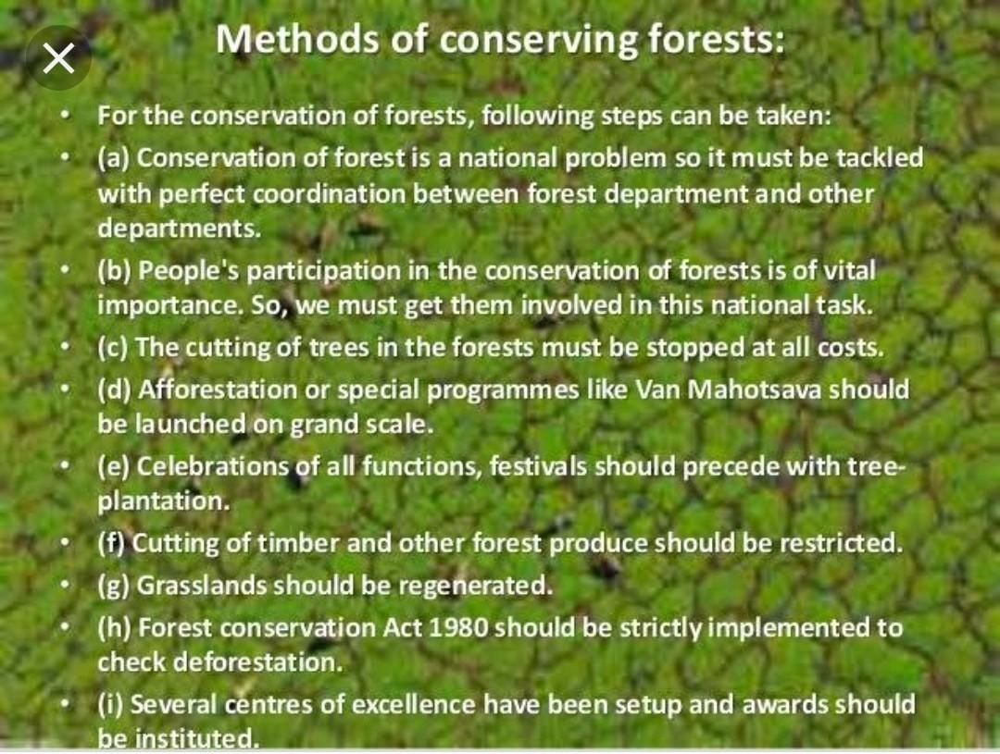 Methods of conserving forests:
• For the conservation of forests, following steps can be taken:
• (a) Conservation of forest is a national problem so it must be tackled
with perfect coordination between forest department and other
departments.
• (b) People's participation in the conservation of forests is of vital
importance. So, we must get them involved in this national task.
• (c) The cutting of trees in the forests must be stopped at all costs.
• (d) Afforestation or special programmes like Van Mahotsava should
be launched on grand scale.
• (e) Celebrations of all functions, festivals should precede with tree-
plantation.
• (f) Cutting of timber and other forest produce should be restricted.
• (g) Grasslands should be regenerated.
• (h) Forest conservation Act 1980 should be strictly implemented to
check deforestation.
• (i) Several centres of excellence have been setup and awards should
be instituted.